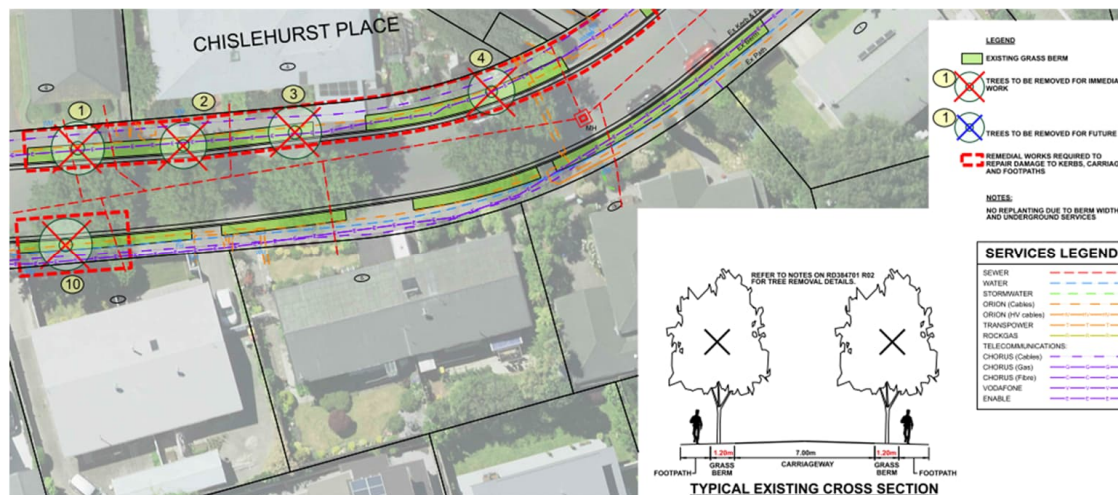 CHISLEHURST PLACE
1
2
3
4
10
MH
Ex Path
LEGEND
EXISTING GRASS BERM
1
TREES TO BE REMOVED FOR IMMEDIA
WORK
1
TREES TO BE REMOVED FOR FUTURE
REMEDIAL WORKS REQUIRED TO
REPAIR DAMAGE TO KERBS, CARRIAG
AND FOOTPATHS
NOTES:
NO REPLANTING DUE TO BERM WIDTH
AND UNDERGROUND SERVICES
SERVICES LEGEND
SEWER
WATER
STORMWATER
ORION (Cables)
ORION (HV cables)
TRANSPOWER
ROCKGAS
TELECOMMUNICATIONS:
CHORUS (Cables)
CHORUS (Gas)
CHORUS (Fibre)
VODAFONE
ENABLE
REFER TO NOTES ON RD384701 R02
FOR TREE REMOVAL DETAILS.
1.20m 7.00m 1.20m
FOOTPATH GRASS BERM CARRIAGEWAY GRASS BERM FOOTPATH
TYPICAL EXISTING CROSS SECTION